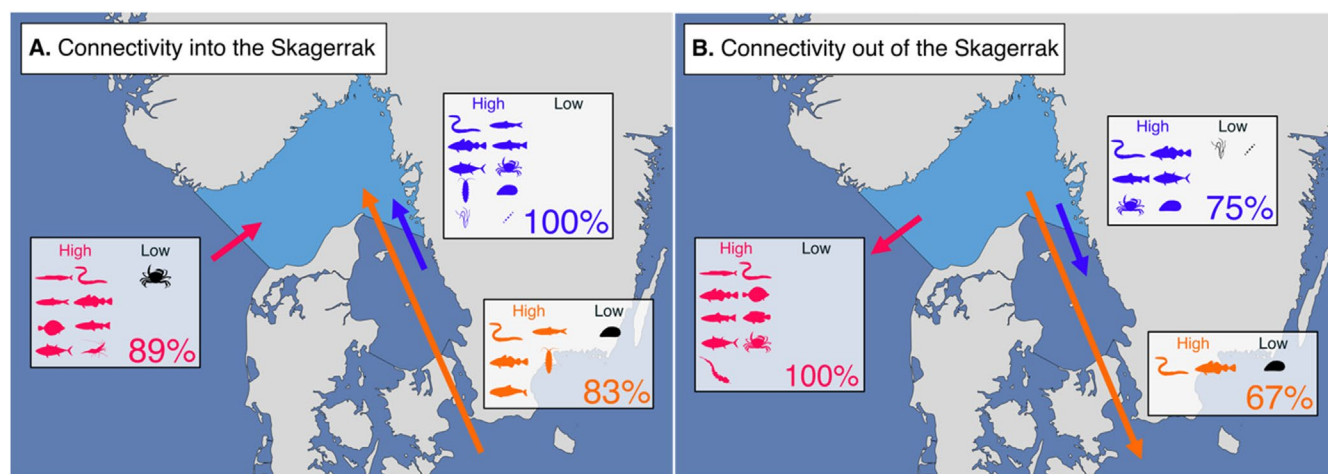 A. Connectivity into the Skagerrak
High Low
100%
High Low
89%
High Low
83%
B. Connectivity out of the Skagerrak
High Low
75%
High Low
100%
High Low
67%